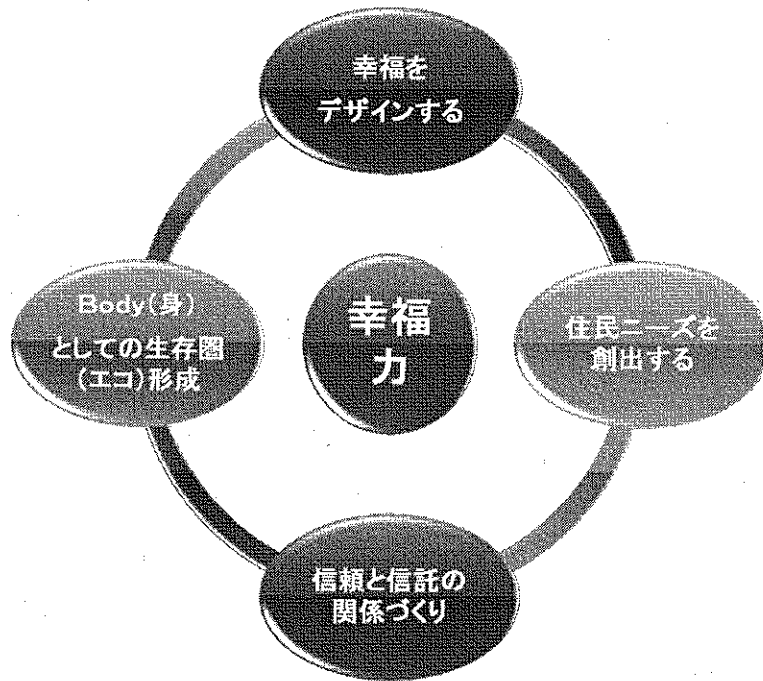 幸福を
デザインする
Body(身)
としての生存圏
(エコ)形成
幸福
力
住民ニーズを
創出する
信頼と信託の
関係づくり